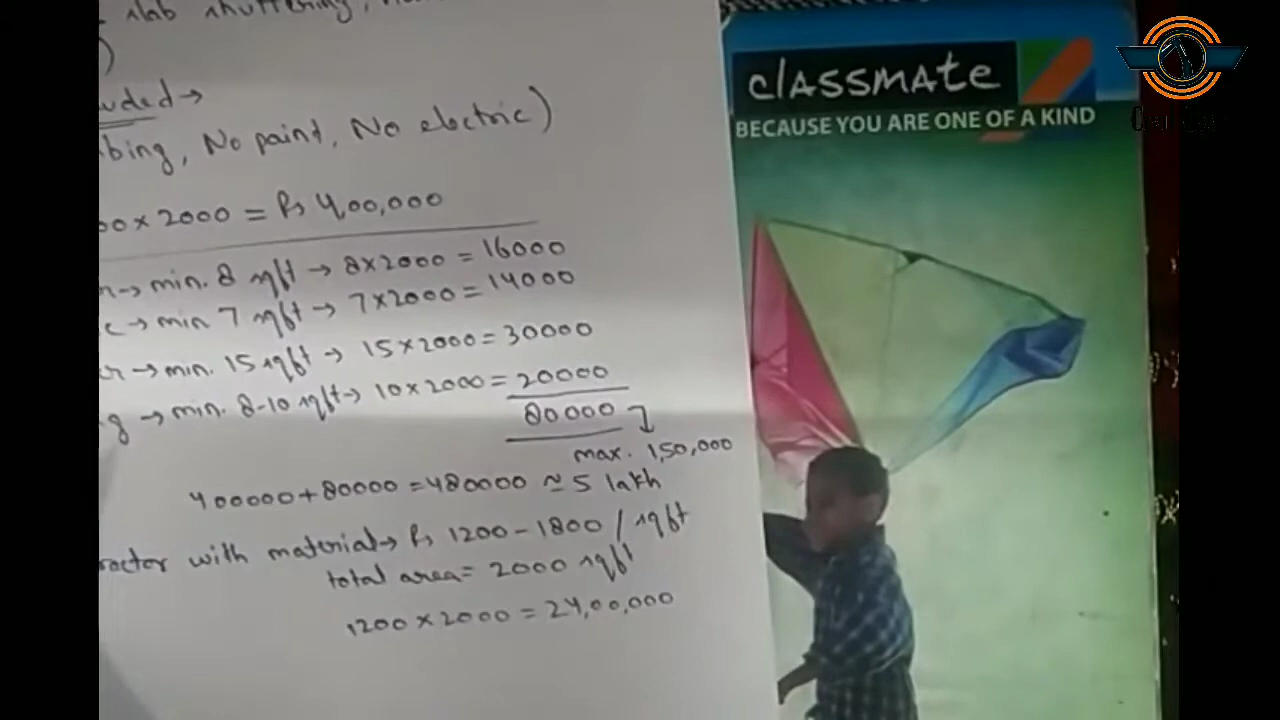 slab shuttering,
)
uded→
bing, No paint, No electric)
00×2000 = Rs 4,00,000
→ min. 8 sqft → 8×2000 = 16000
c → min 7 sqft → 7×2000 = 14000
r → min. 15 sqft → 15×2000 = 30000
g → min. 8-10 sqft → 10×2000 = 20000
80000
max. 1,50,000
400000+80000 = 480000 ≈ 5 lakh
ractor with material → Rs 1200 - 1800 / sqft
total area = 2000 sqft
1200×2000 = 24,00,000
classmate
BECAUSE YOU ARE ONE OF A KIND